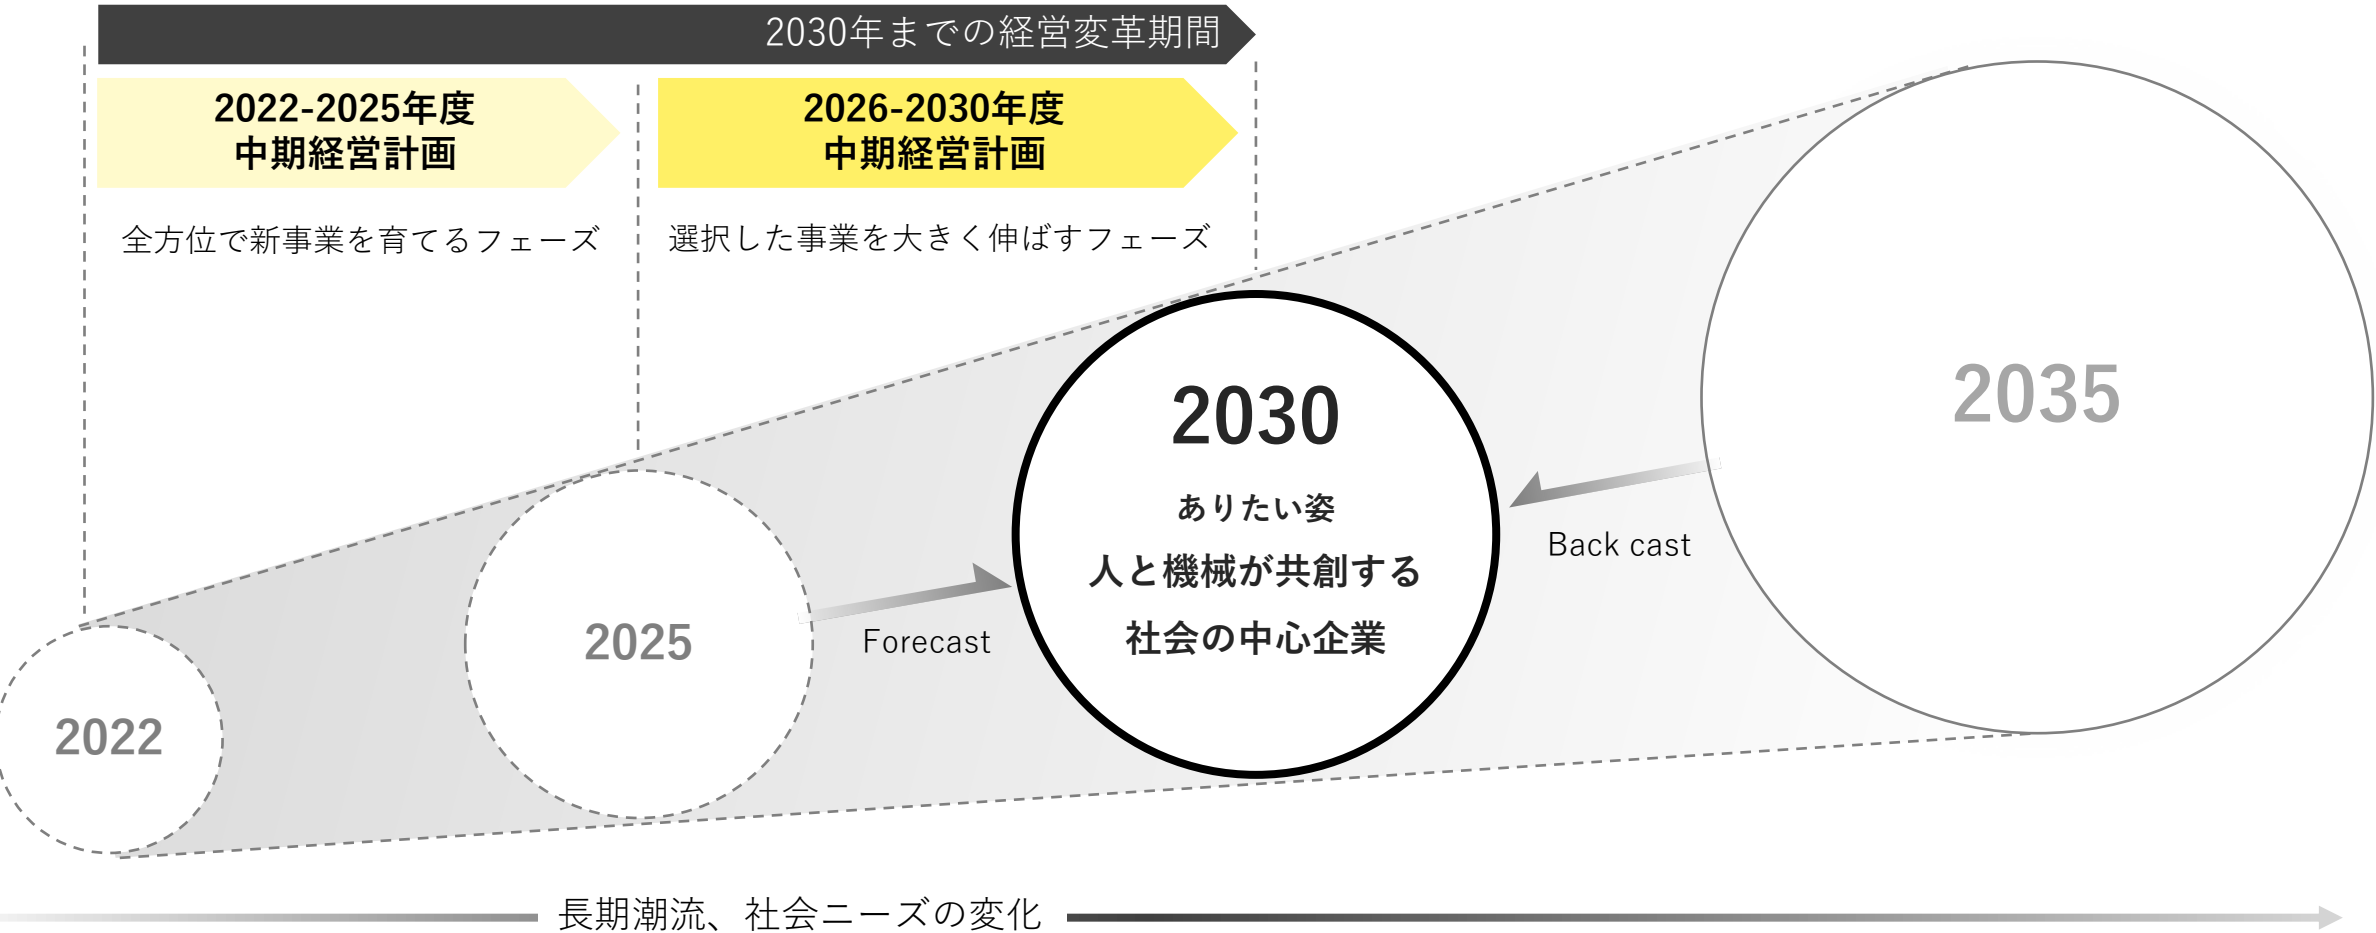 2030年までの経営変革期間
2022-2025年度
中期経営計画
2026-2030年度
中期経営計画
全方位で新事業を育てるフェーズ
選択した事業を大きく伸ばすフェーズ
2030
ありたい姿
人と機械が共創する
社会の中心企業
2035
Back cast
Forecast
2025
2022
長期潮流、社会ニーズの変化